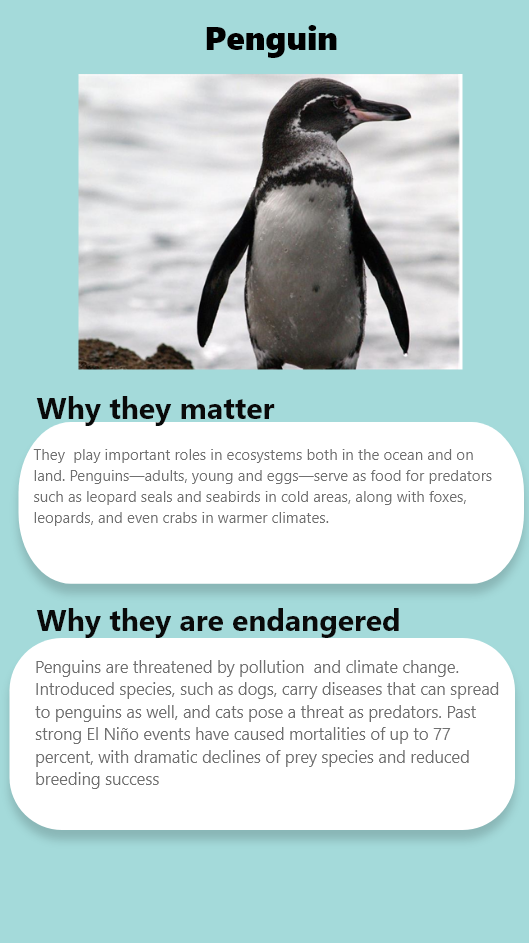 Penguin
Why they matter
They  play important roles in ecosystems both in the ocean and on
land. Penguins—adults, young and eggs—serve as food for predators
such as leopard seals and seabirds in cold areas, along with foxes,
leopards, and even crabs in warmer climates.
Why they are endangered
Penguins are threatened by pollution  and climate change.
Introduced species, such as dogs, carry diseases that can spread
to penguins as well, and cats pose a threat as predators. Past
strong El Niño events have caused mortalities of up to 77
percent, with dramatic declines of prey species and reduced
breeding success